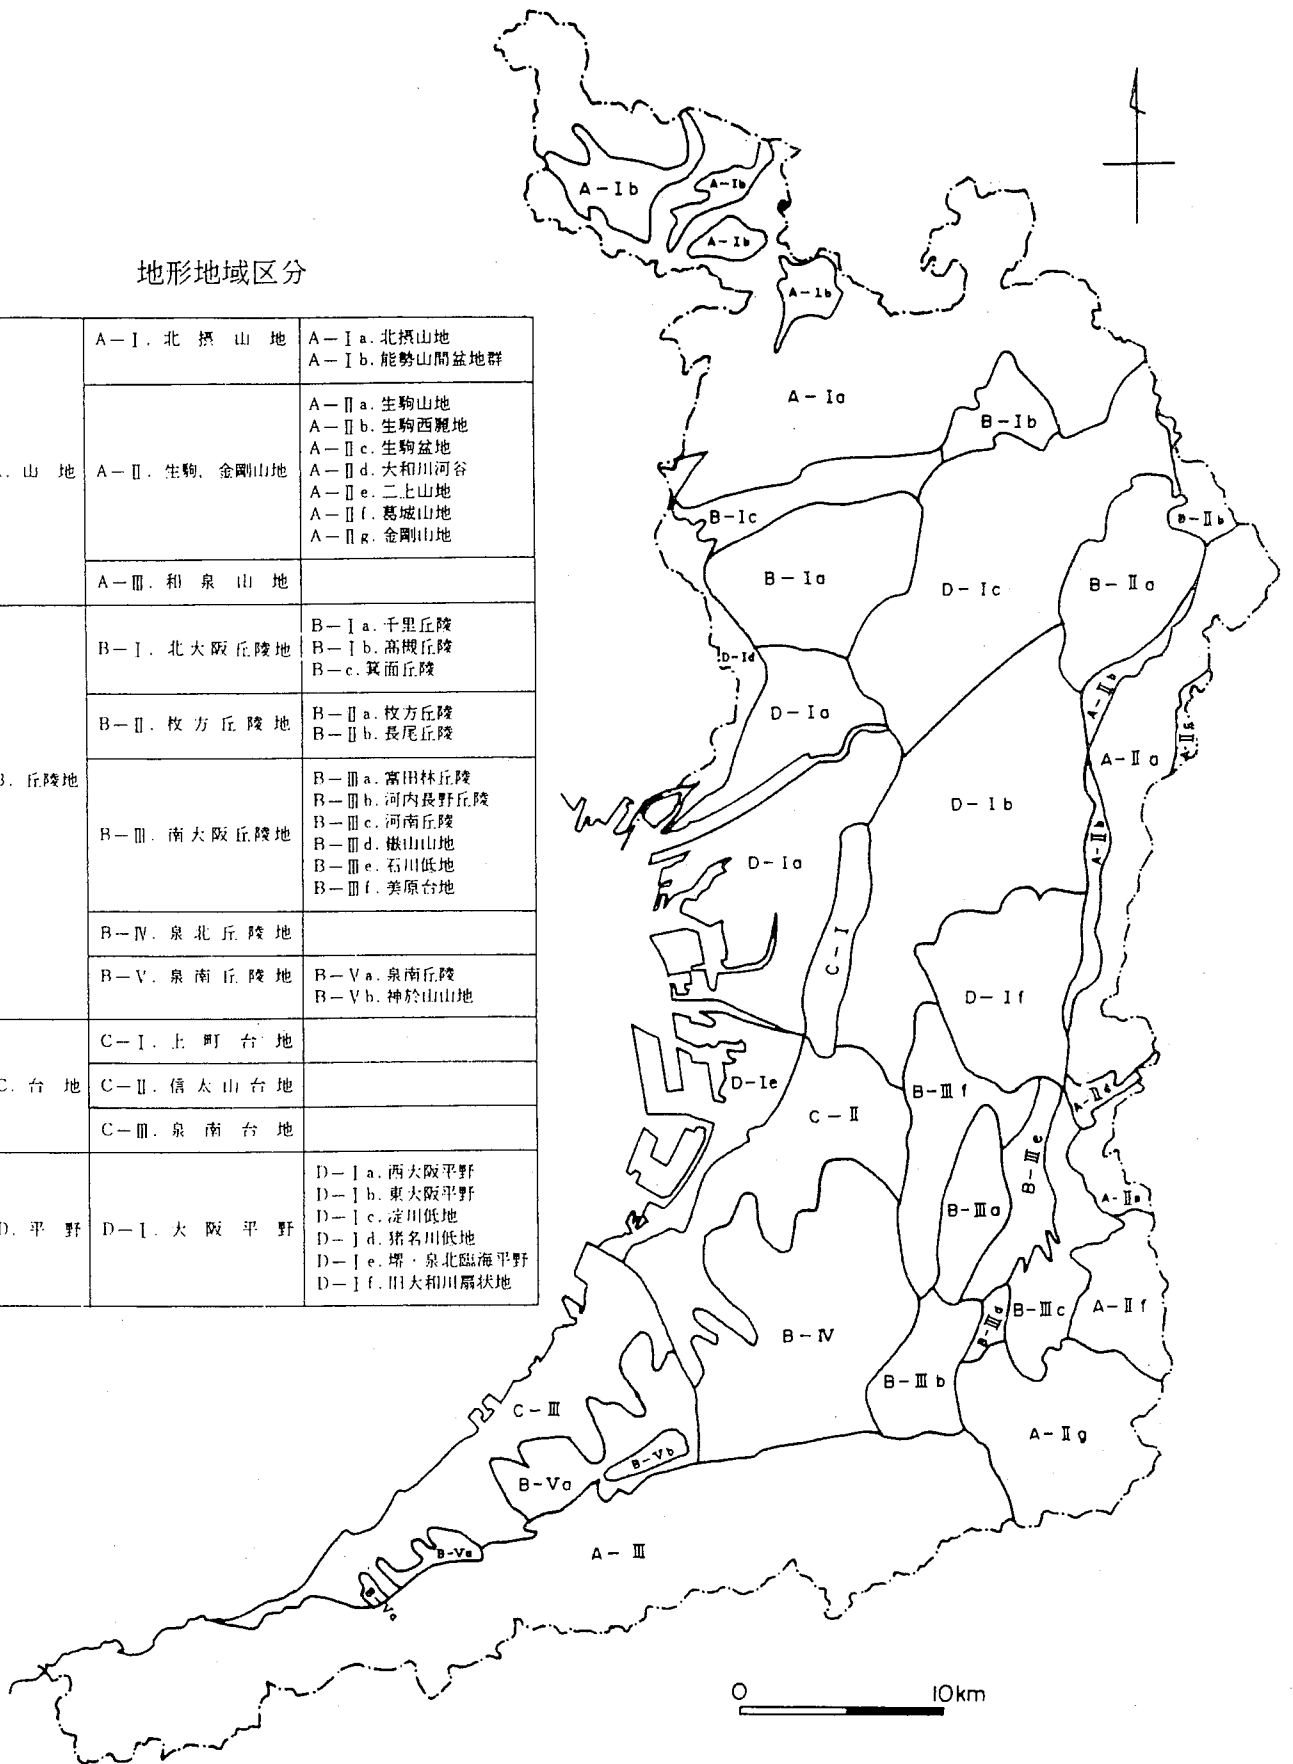 地形地域区分
山 地
A－Ⅰ. 北 摂 山 地
A－Ⅰa. 北摂山地
A－Ⅰb. 能勢山間盆地群
A－Ⅱ. 生駒、金剛山地
A－Ⅱa. 生駒山地
A－Ⅱb. 生駒西麓地
A－Ⅱc. 生駒盆地
A－Ⅱd. 大和川河谷
A－Ⅱe. 二上山地
A－Ⅱf. 葛城山地
A－Ⅱg. 金剛山地
A－Ⅲ. 和 泉 山 地
B. 丘陵地
B－Ⅰ. 北大阪丘陵地
B－Ⅰa. 千里丘陵
B－Ⅰb. 高槻丘陵
B－c. 箕面丘陵
B－Ⅱ. 枚方丘陵地
B－Ⅱa. 枚方丘陵
B－Ⅱb. 長尾丘陵
B－Ⅲ. 南大阪丘陵地
B－Ⅲa. 富田林丘陵
B－Ⅲb. 河内長野丘陵
B－Ⅲc. 河南丘陵
B－Ⅲd. 嶽山山地
B－Ⅲe. 石川低地
B－Ⅲf. 美原台地
B－Ⅳ. 泉北丘陵地
B－Ⅴ. 泉南丘陵地
B－Ⅴa. 泉南丘陵
B－Ⅴb. 神於山山地
C. 台 地
C－Ⅰ. 上 町 台 地
C－Ⅱ. 信太山台地
C－Ⅲ. 泉 南 台 地
D. 平 野
D－Ⅰ. 大 阪 平 野
D－Ⅰa. 西大阪平野
D－Ⅰb. 東大阪平野
D－Ⅰc. 淀川低地
D－Ⅰd. 猪名川低地
D－Ⅰe. 堺・泉北臨海平野
D－Ⅰf. 旧大和川扇状地
A－Ⅰb
A－Ⅰb
A－Ⅰb
A－Ⅰb
A－Ⅰa
B－Ⅰb
B－Ⅰc
B－Ⅱb
B－Ⅰa
D－Ⅰc
B－Ⅱa
D－Ⅰd
A－Ⅱb
D－Ⅰa
A－Ⅱa
D－Ⅰb
A－Ⅱb
D－Ⅰa
C－Ⅰ
D－Ⅰf
D－Ⅰe
B－Ⅲf
A－Ⅱd
C－Ⅱ
B－Ⅲe
A－Ⅱe
B－Ⅲa
B－Ⅲd
B－Ⅲc
A－Ⅱf
B－Ⅳ
B－Ⅲb
C－Ⅲ
A－Ⅱg
B－Ⅴb
B－Ⅴa
B－Ⅴa
A－Ⅲ
B－Ⅴa
0 10km